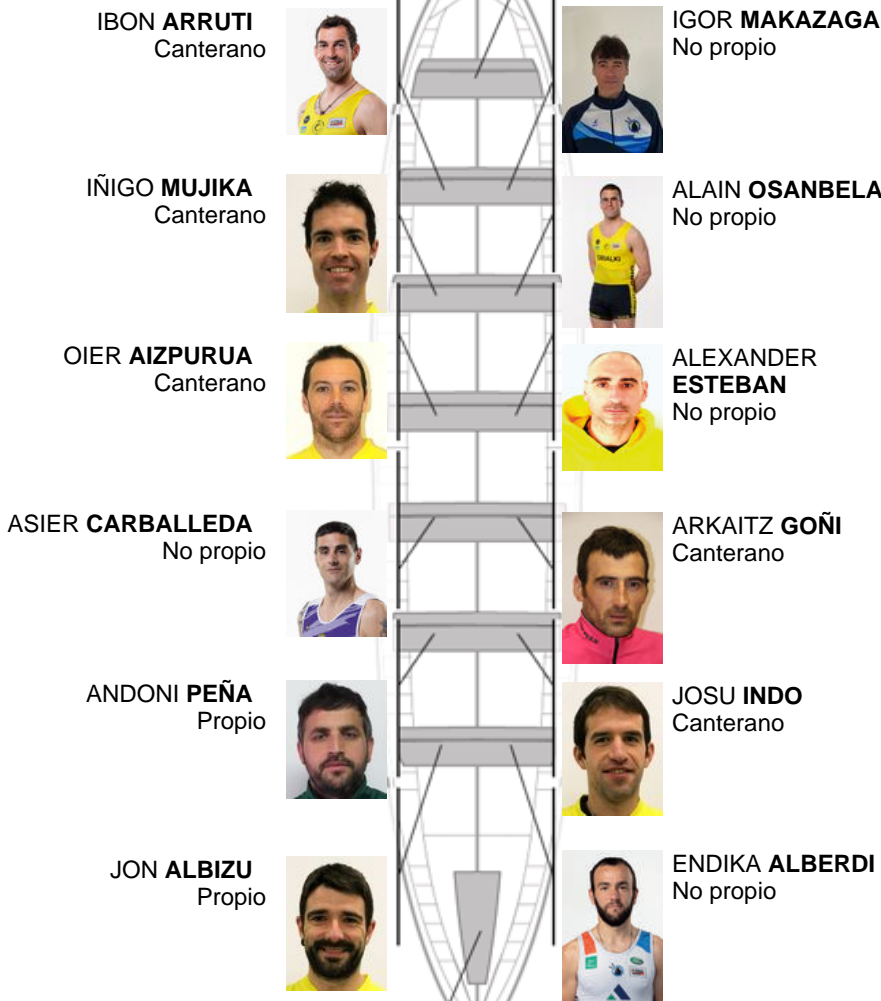 IBON ARRUTI
Canterano
IGOR MAKAZAGA
No propio
IÑIGO MUJIKA
Canterano
ALAIN OSANBELA
No propio
OIER AIZPURUA
Canterano
ALEXANDER
ESTEBAN
No propio
ASIER CARBALLEDA
No propio
ARKAITZ GOÑI
Canterano
ANDONI PEÑA
Propio
JOSU INDO
Canterano
JON ALBIZU
Propio
ENDIKA ALBERDI
No propio